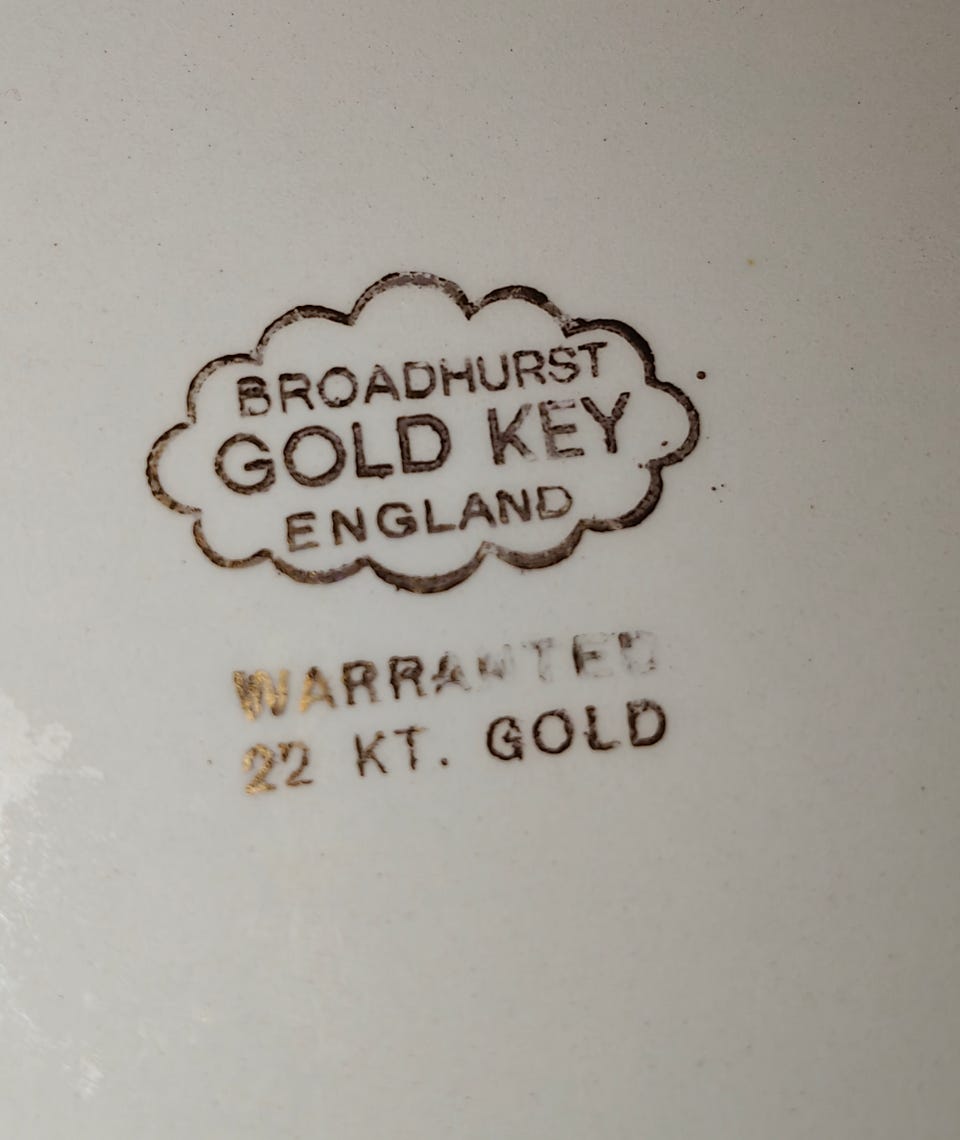 BROADHURST
GOLD KEY
ENGLAND
WARRANTED
22 KT. GOLD